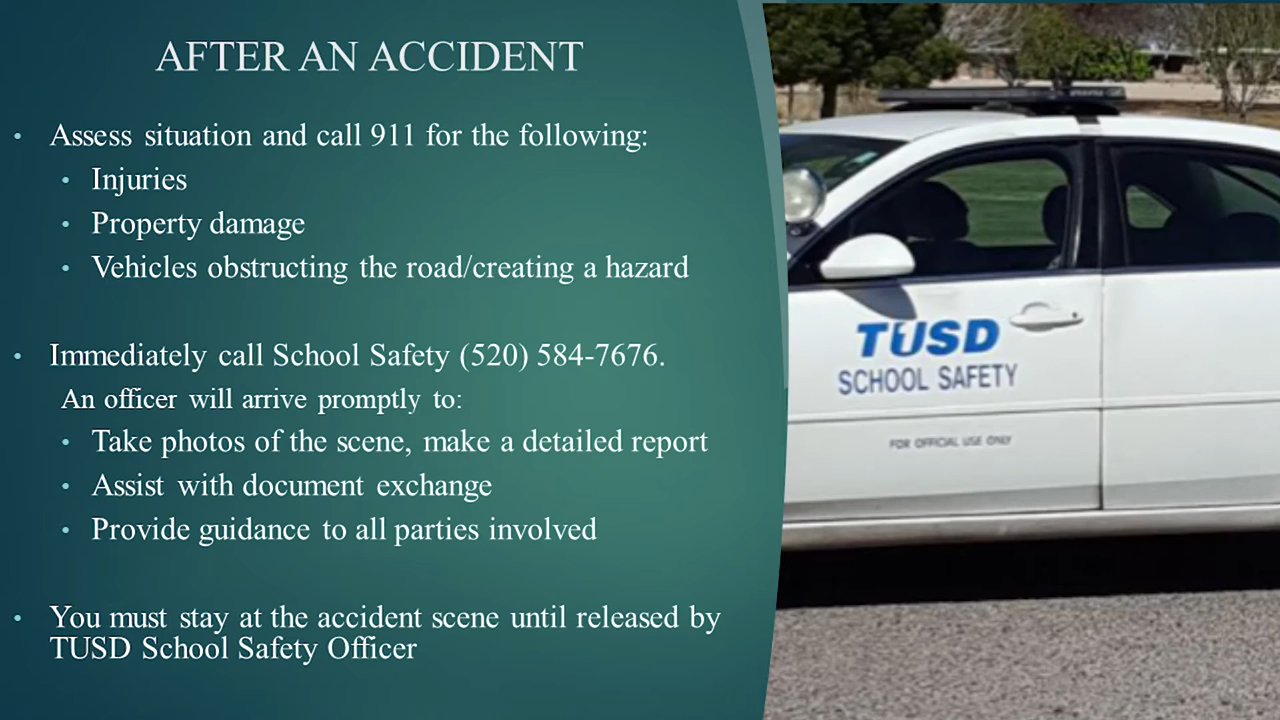 AFTER AN ACCIDENT
• Assess situation and call 911 for the following:
• Injuries
• Property damage
• Vehicles obstructing the road/creating a hazard
• Immediately call School Safety (520) 584-7676.
An officer will arrive promptly to:
• Take photos of the scene, make a detailed report
• Assist with document exchange
• Provide guidance to all parties involved
• You must stay at the accident scene until released by
TUSD School Safety Officer
TUSD
SCHOOL SAFETY
FOR OFFICIAL USE ONLY